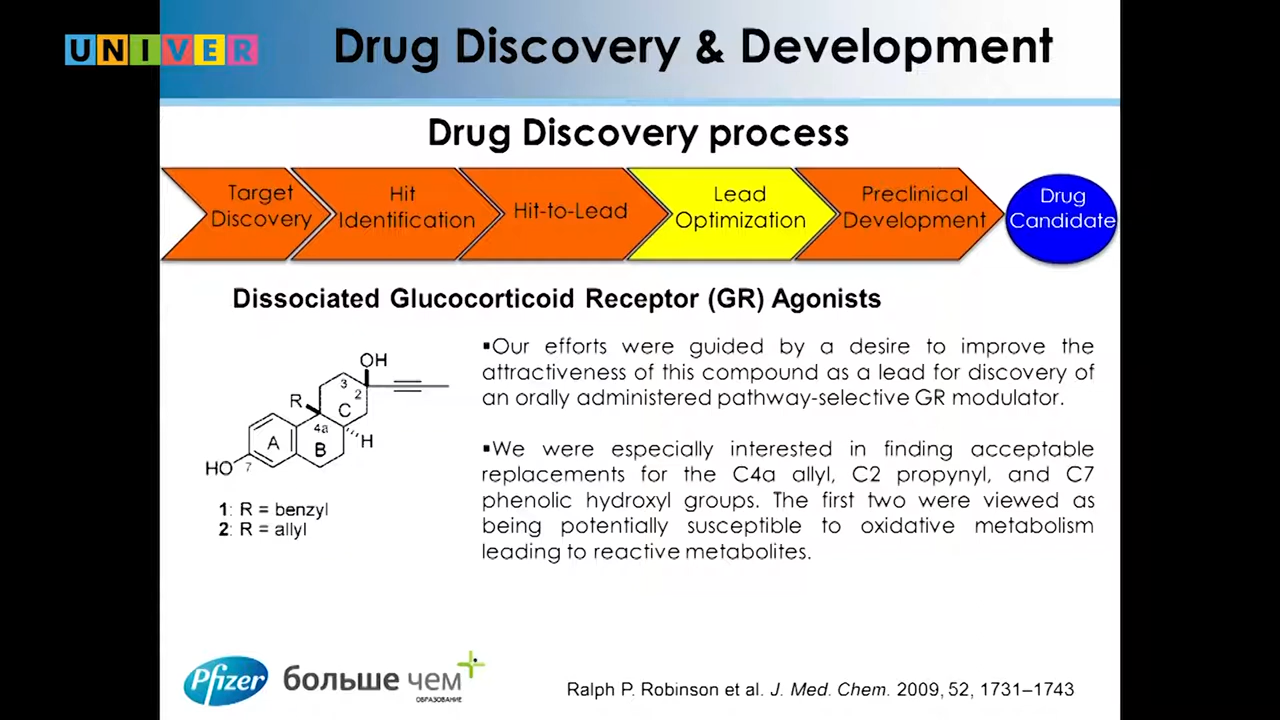 UNIVER
Drug Discovery & Development
Drug Discovery process
Target
Discovery
Hit
Identification
Hit-to-Lead
Lead
Optimization
Preclinical
Development
Drug
Candidate
Dissociated Glucocorticoid Receptor (GR) Agonists
OH
3
2
R
C
4a
H
A
B
HO
7
1: R = benzyl
2: R = allyl
▪Our efforts were guided by a desire to improve the
attractiveness of this compound as a lead for discovery of
an orally administered pathway-selective GR modulator.
▪We were especially interested in finding acceptable
replacements for the C4a allyl, C2 propynyl, and C7
phenolic hydroxyl groups. The first two were viewed as
being potentially susceptible to oxidative metabolism
leading to reactive metabolites.
Pfizer
больше чем
ОБРАЗОВАНИЕ
Ralph P. Robinson et al. J. Med. Chem. 2009, 52, 1731–1743